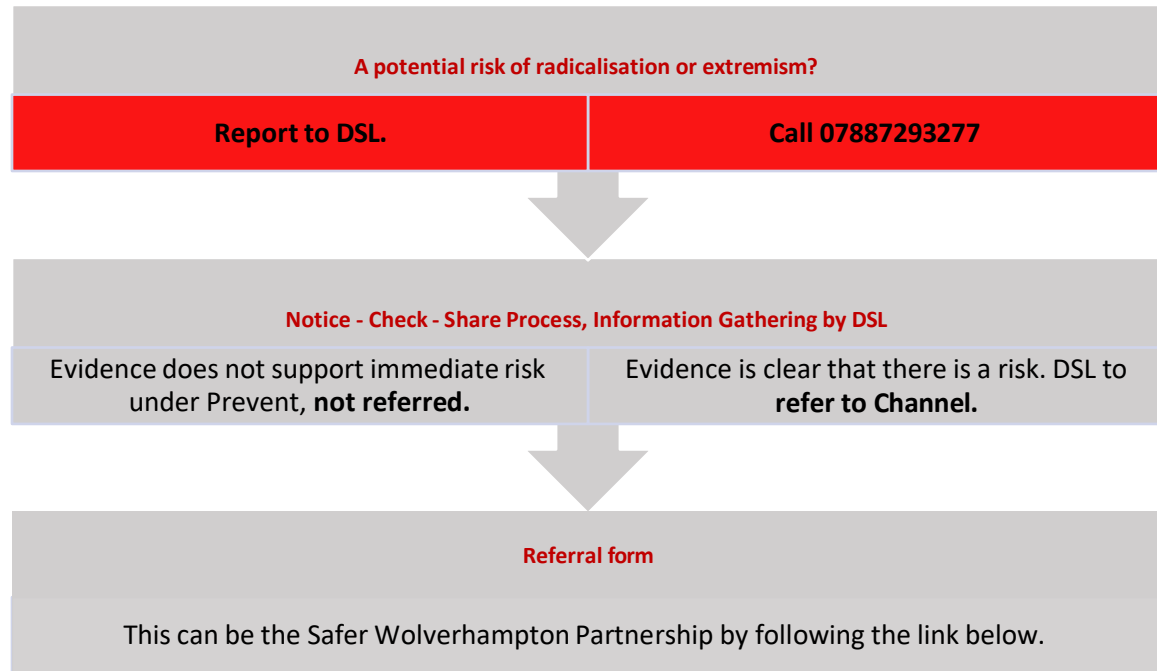 A potential risk of radicalisation or extremism?
Report to DSL.
Call 07887293277
Notice - Check - Share Process, Information Gathering by DSL
Evidence does not support immediate risk
under Prevent, not referred.
Evidence is clear that there is a risk. DSL to
refer to Channel.
Referral form
This can be the Safer Wolverhampton Partnership by following the link below.